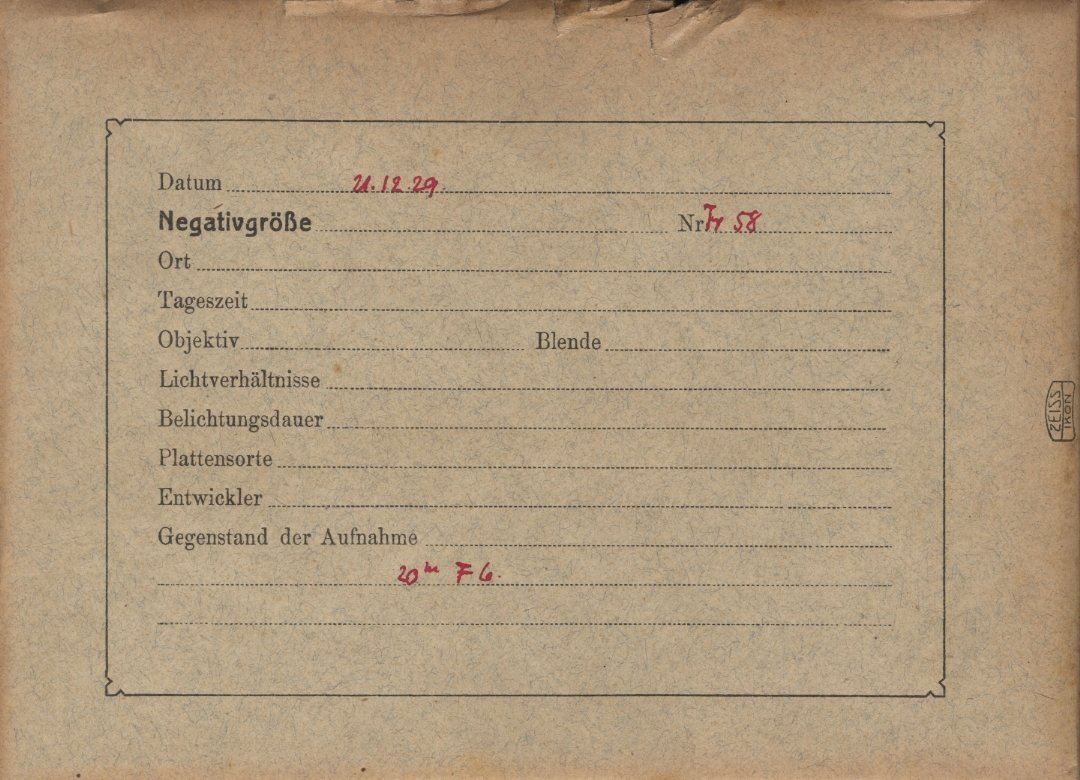 Datum 21.12.29.
Negativgröße Nr Fr 58
Ort
Tageszeit
Objektiv Blende
Lichtverhältnisse
Belichtungsdauer
Plattensorte
Entwickler
Gegenstand der Aufnahme
20m F6.
ZEISS
IKON